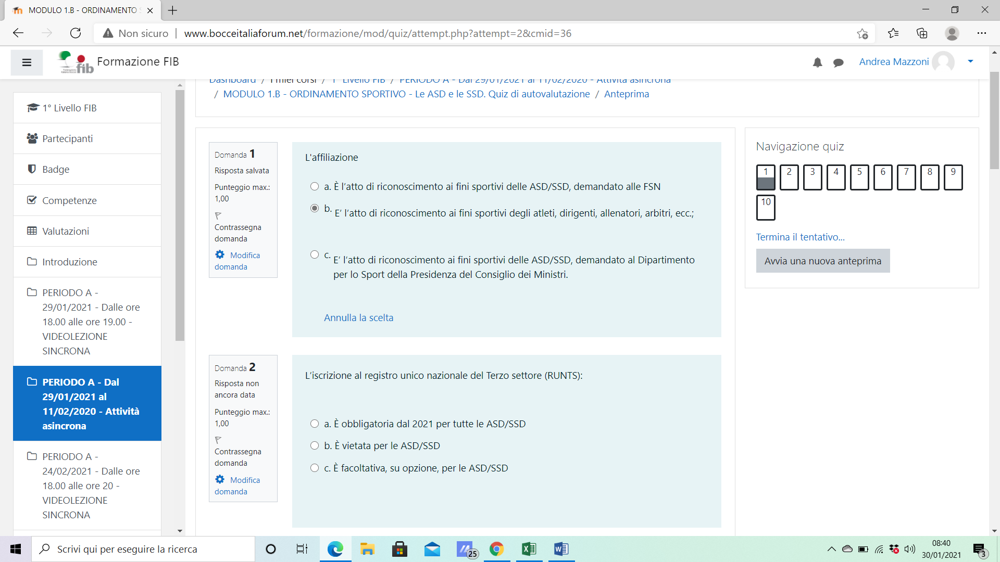 MODULO 1.B - ORDINAMENTO S
Non sicuro | www.bocceitaliaforum.net/formazione/mod/quiz/attempt.php?attempt=2&cmid=36
fib
Formazione FIB
Andrea Mazzoni
Dashboard / I miei corsi / 1° Livello FIB / PERIODO A - Dal 29/01/2021 al 11/02/2020 - Attività asincrona
/ MODULO 1.B - ORDINAMENTO SPORTIVO - Le ASD e le SSD. Quiz di autovalutazione / Anteprima
1° Livello FIB
Partecipanti
Badge
Competenze
Valutazioni
Introduzione
PERIODO A -
29/01/2021 - Dalle ore
18.00 alle ore 19.00 -
VIDEOLEZIONE
SINCRONA
PERIODO A - Dal
29/01/2021 al
11/02/2020 - Attività
asincrona
PERIODO A -
24/02/2021 - Dalle ore
18.00 alle ore 20 -
VIDEOLEZIONE
SINCRONA
Domanda 1
Risposta salvata
Punteggio max.:
1,00
Contrassegna
domanda
Modifica
domanda
L'affiliazione
a. È l’atto di riconoscimento ai fini sportivi delle ASD/SSD, demandato alle FSN
b. E’ l’atto di riconoscimento ai fini sportivi degli atleti, dirigenti, allenatori, arbitri, ecc.;
c. E’ l’atto di riconoscimento ai fini sportivi delle ASD/SSD, demandato al Dipartimento
per lo Sport della Presidenza del Consiglio dei Ministri.
Annulla la scelta
Domanda 2
Risposta non
ancora data
Punteggio max.:
1,00
Contrassegna
domanda
Modifica
domanda
L’iscrizione al registro unico nazionale del Terzo settore (RUNTS):
a. È obbligatoria dal 2021 per tutte le ASD/SSD
b. È vietata per le ASD/SSD
c. È facoltativa, su opzione, per le ASD/SSD
Navigazione quiz
1 2 3 4 5 6 7 8 9
10
Termina il tentativo...
Avvia una nuova anteprima
Scrivi qui per eseguire la ricerca
25
08:40
30/01/2021
3